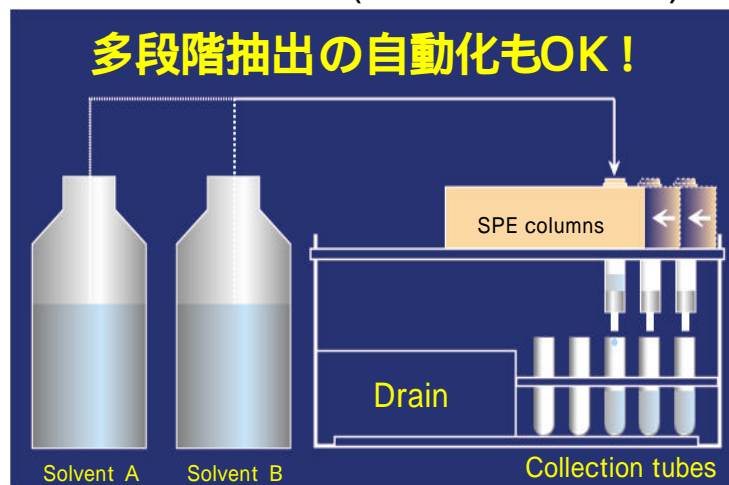 多段階抽出の自動化もOK！
SPE columns
Drain
Solvent A
Solvent B
Collection tubes